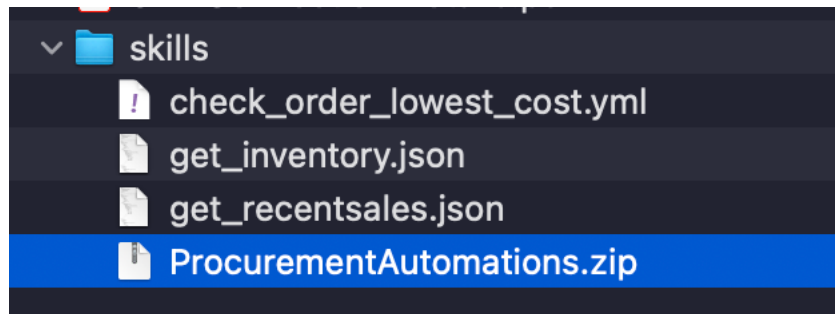 skills
check_order_lowest_cost.yml
get_inventory.json
get_recentsales.json
ProcurementAutomations.zip